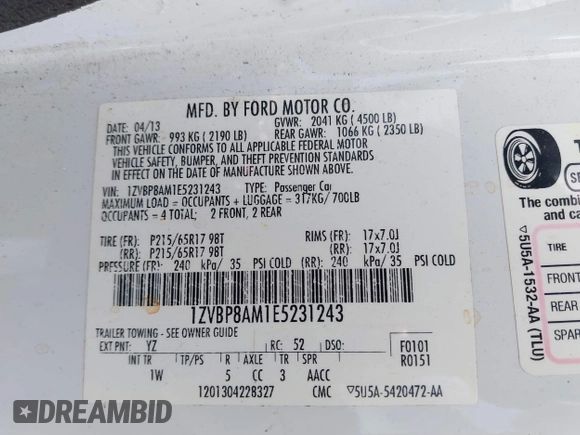 MFD. BY FORD MOTOR CO.
DATE: 04/13 GVWR: 2041 KG ( 4500 LB)
FRONT GAWR: 993 KG ( 2190 LB) REAR GAWR: 1066 KG ( 2350 LB)
THIS VEHICLE CONFORMS TO ALL APPLICABLE FEDERAL MOTOR
VEHICLE SAFETY, BUMPER, AND THEFT PREVENTION STANDARDS
IN EFFECT ON THE DATE OF MANUFACTURE SHOWN ABOVE.
VIN: 1ZVBP8AM1E5231243 TYPE: Passenger Car
MAXIMUM LOAD = OCCUPANTS + LUGGAGE = 317KG/ 700LB
OCCUPANTS = 4 TOTAL; 2 FRONT, 2 REAR
TIRE (FR): P215/65R17 98T RIMS (FR): 17x7.0J
(RR): P215/65R17 98T (RR): 17x7.0J
PRESSURE (FR): 240 kPa/ 35 PSI COLD (RR): 240 kPa/ 35 PSI COLD
1ZVBP8AM1E5231243
TRAILER TOWING - SEE OWNER GUIDE
EXT PNT: YZ RC: 52 DSO: F0101
INT TR TP/PS R AXLE TR SPR R0151
1W 5 CC 3 AACC
1201304228327 CMC ▽5U5A-5420472-AA
The combin
and ca
TIRE
FRONT
REAR
SPAR
▽5U5A-1532-AA (TLU)
© DREAMBID
© DREAMBID
© DREAMBID
© DREAMBID